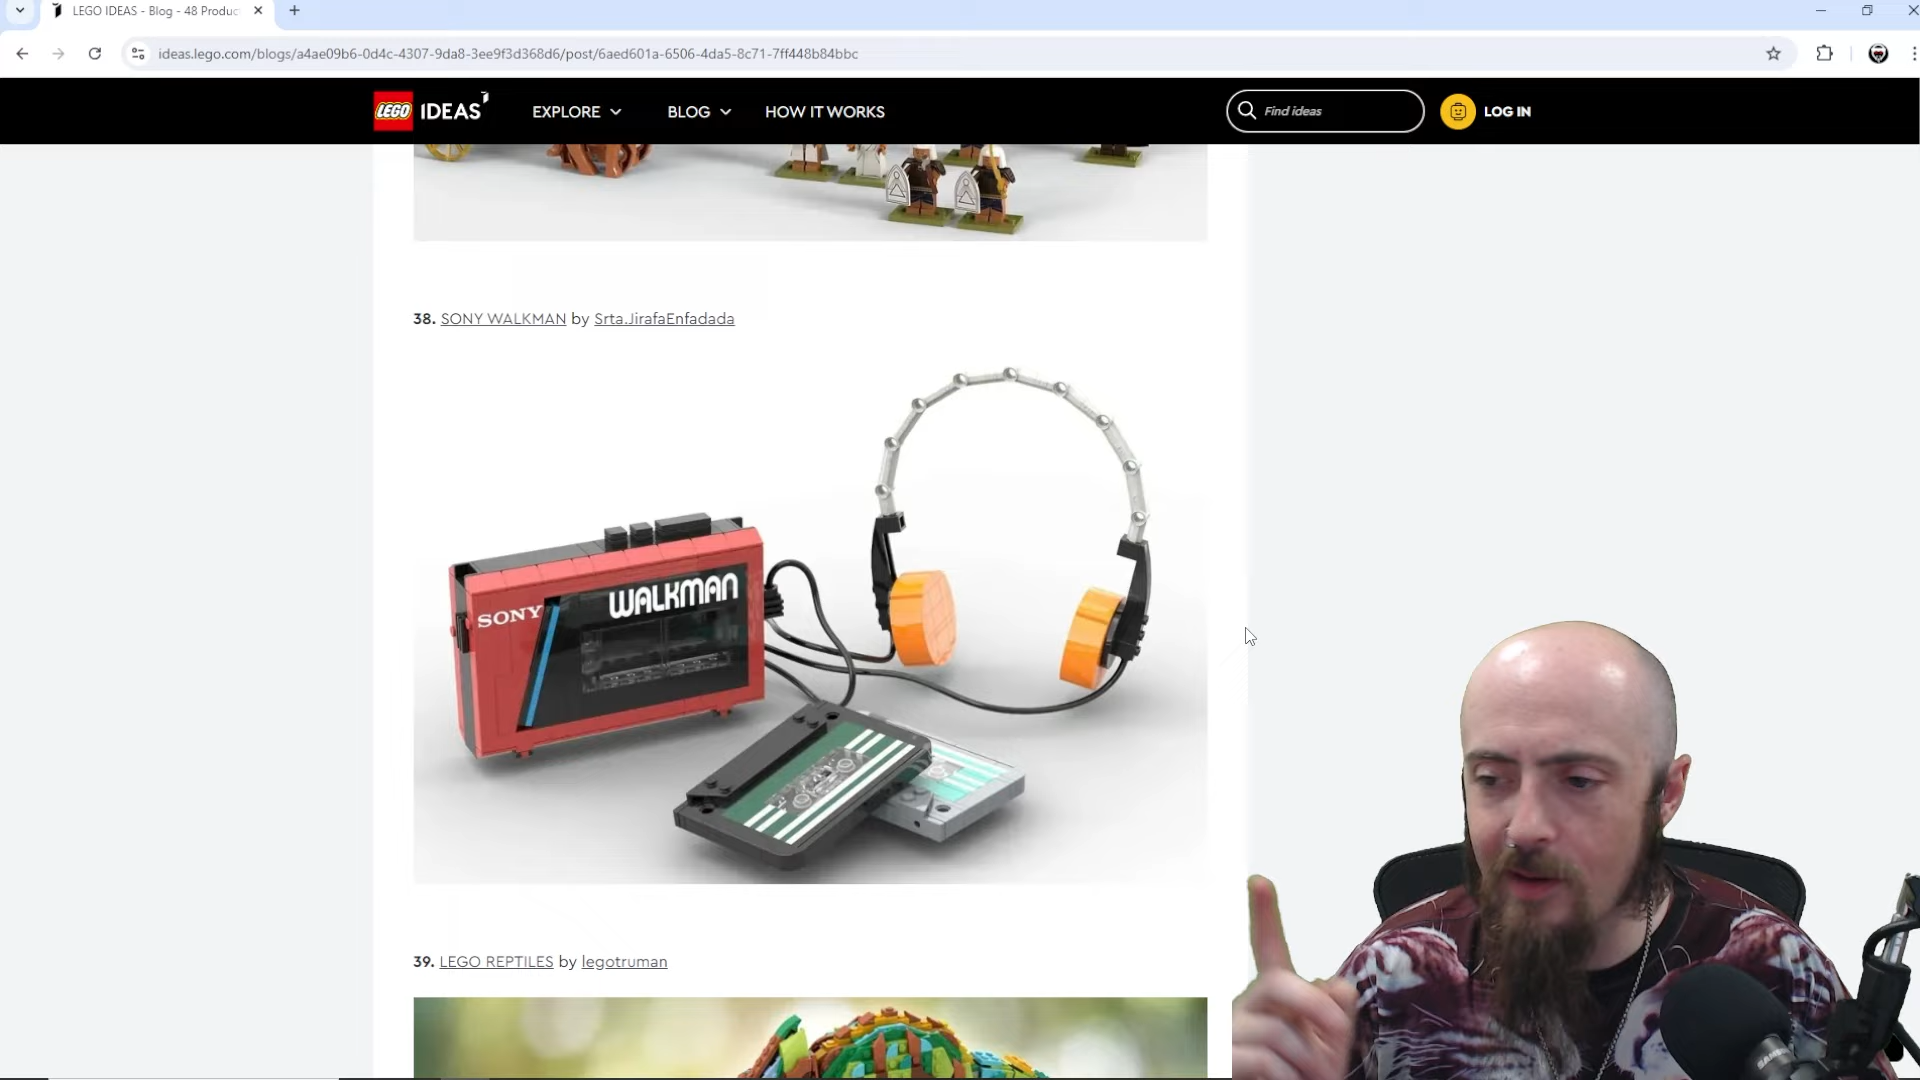 LEGO IDEAS - Blog - 48 Produc
ideas.lego.com/blogs/a4ae09b6-0d4c-4307-9da8-3ee9f3d368d6/post/6aed601a-6506-4da5-8c71-7ff448b84bbc
LEGO IDEAS EXPLORE BLOG HOW IT WORKS Find ideas LOG IN
38. SONY WALKMAN by Srta.JirafaEnfadada
WALKMAN
SONY
39. LEGO REPTILES by legotruman